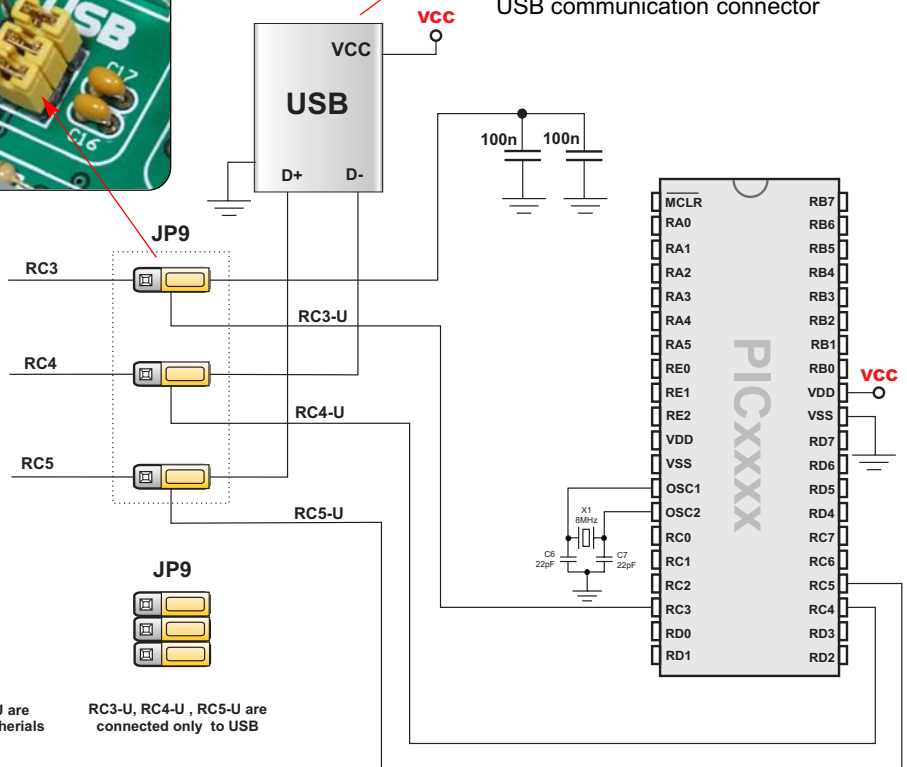 USB communication connector
VCC
VCC
USB
D+
D-
USB
C17
C16
100n
100n
JP9
RC3
RC3-U
RC4
RC4-U
RC5
RC5-U
JP9
RC3-U, RC4-U , RC5-U are
connected only to USB
U are
X1
8MHz
C6
22pF
C7
22pF
PICxxxx
MCLR
RA0
RA1
RA2
RA3
RA4
RA5
RE0
RE1
RE2
VDD
VSS
OSC1
OSC2
RC0
RC1
RC2
RC3
RD0
RD1
RB7
RB6
RB5
RB4
RB3
RB2
RB1
RB0
VDD
VSS
RD7
RD6
RD5
RD4
RC7
RC6
RC5
RC4
RD3
RD2
VCC